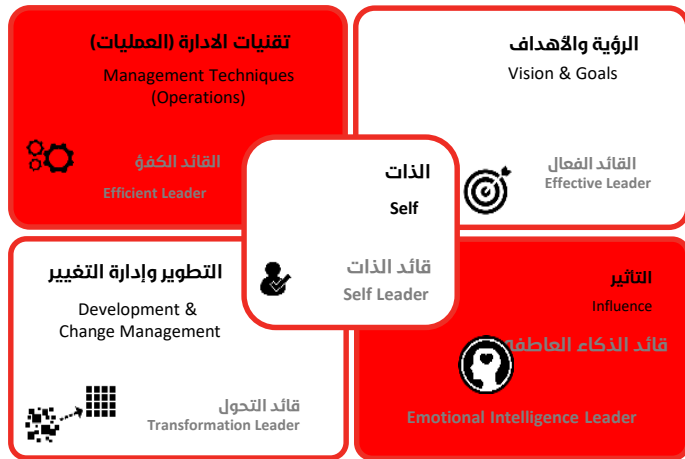 الرؤية والأهداف
Vision & Goals
القائد الفعال
Effective Leader
تقنيات الادارة (العمليات)
Management Techniques
(Operations)
القائد الكفؤ
Efficient Leader
الذات
Self
قائد الذات
Self Leader
التأثير
Influence
قائد الذكاء العاطفي
Emotional Intelligence Leader
التطوير وإدارة التغيير
Development &
Change Management
قائد التحول
Transformation Leader